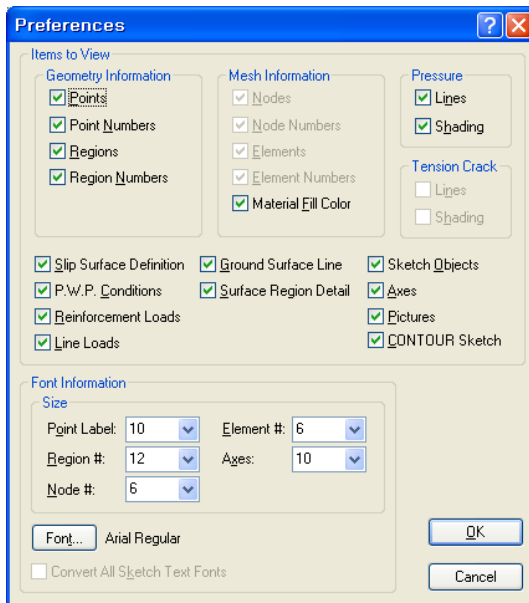 Preferences
Items to View
Geometry Information
Points
Point Numbers
Regions
Region Numbers
Mesh Information
Nodes
Node Numbers
Elements
Element Numbers
Material Fill Color
Pressure
Lines
Shading
Tension Crack
Lines
Shading
Slip Surface Definition
P.W.P. Conditions
Reinforcement Loads
Line Loads
Ground Surface Line
Surface Region Detail
Sketch Objects
Axes
Pictures
CONTOUR Sketch
Font Information
Size
Point Label: 10
Element #: 6
Region #: 12
Axes: 10
Node #: 6
Font... Arial Regular
Convert All Sketch Text Fonts
OK
Cancel